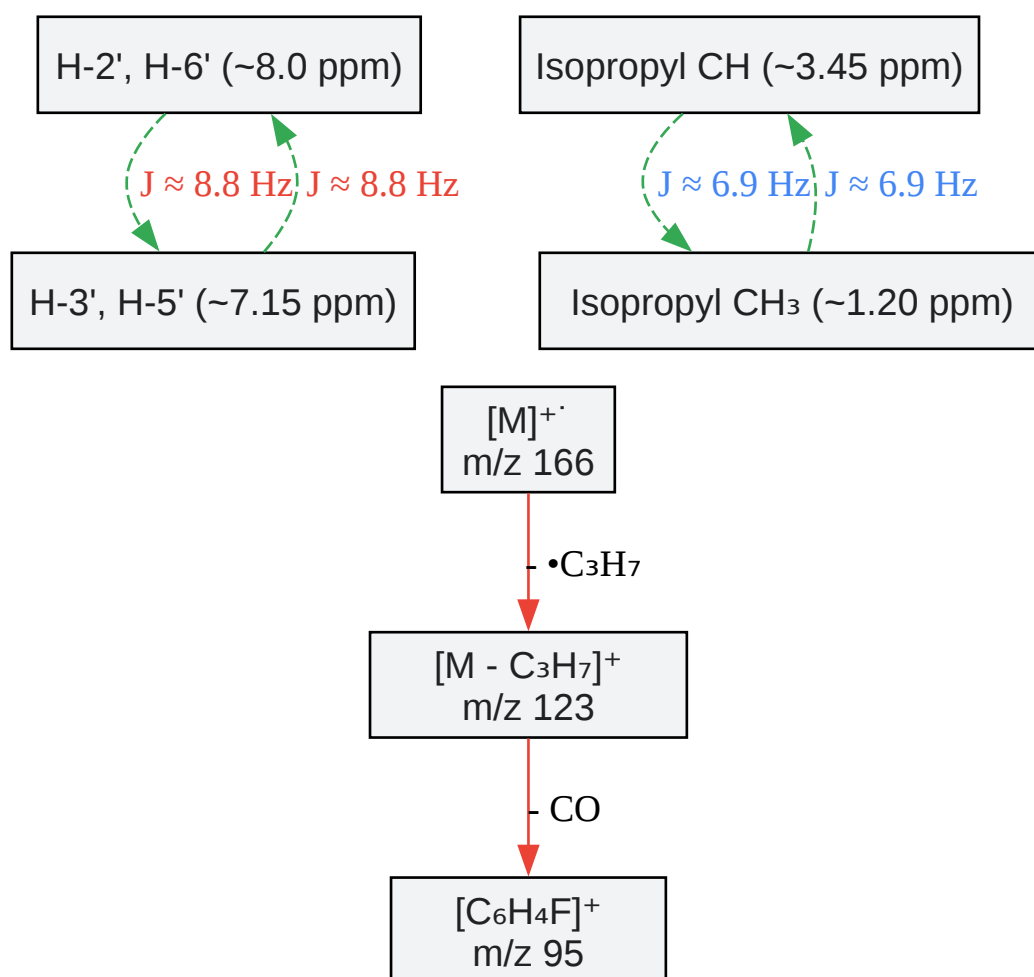 H-2', H-6' (~8.0 ppm)
Isopropyl CH (~3.45 ppm)
J ≈ 8.8 Hz
J ≈ 8.8 Hz
J ≈ 6.9 Hz
J ≈ 6.9 Hz
H-3', H-5' (~7.15 ppm)
Isopropyl CH₃ (~1.20 ppm)
[M]⁺˙
m/z 166
- •C₃H₇
[M - C₃H₇]⁺
m/z 123
- CO
[C₆H₄F]⁺
m/z 95